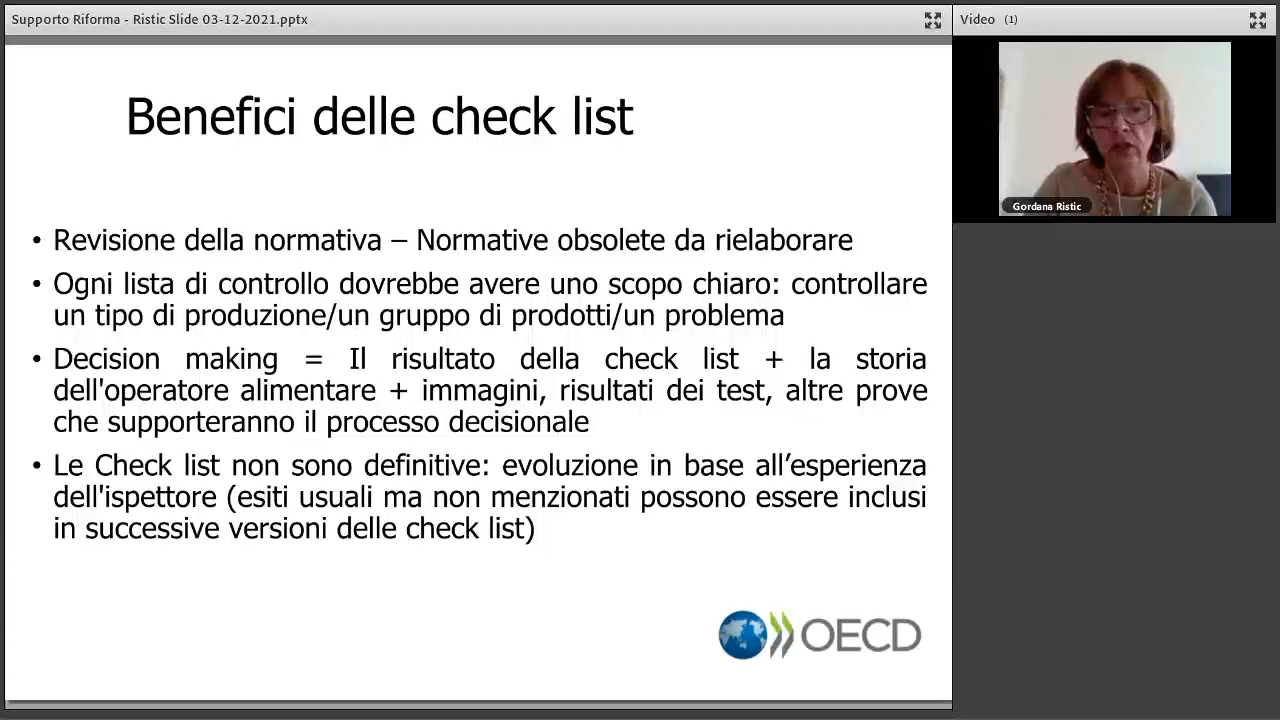 Supporto Riforma - Ristic Slide 03-12-2021.pptx
Video (1)
Benefici delle check list
• Revisione della normativa – Normative obsolete da rielaborare
• Ogni lista di controllo dovrebbe avere uno scopo chiaro: controllare
un tipo di produzione/un gruppo di prodotti/un problema
• Decision making = Il risultato della check list + la storia
dell'operatore alimentare + immagini, risultati dei test, altre prove
che supporteranno il processo decisionale
• Le Check list non sono definitive: evoluzione in base all’esperienza
dell'ispettore (esiti usuali ma non menzionati possono essere inclusi
in successive versioni delle check list)
OECD
Gordana Ristic